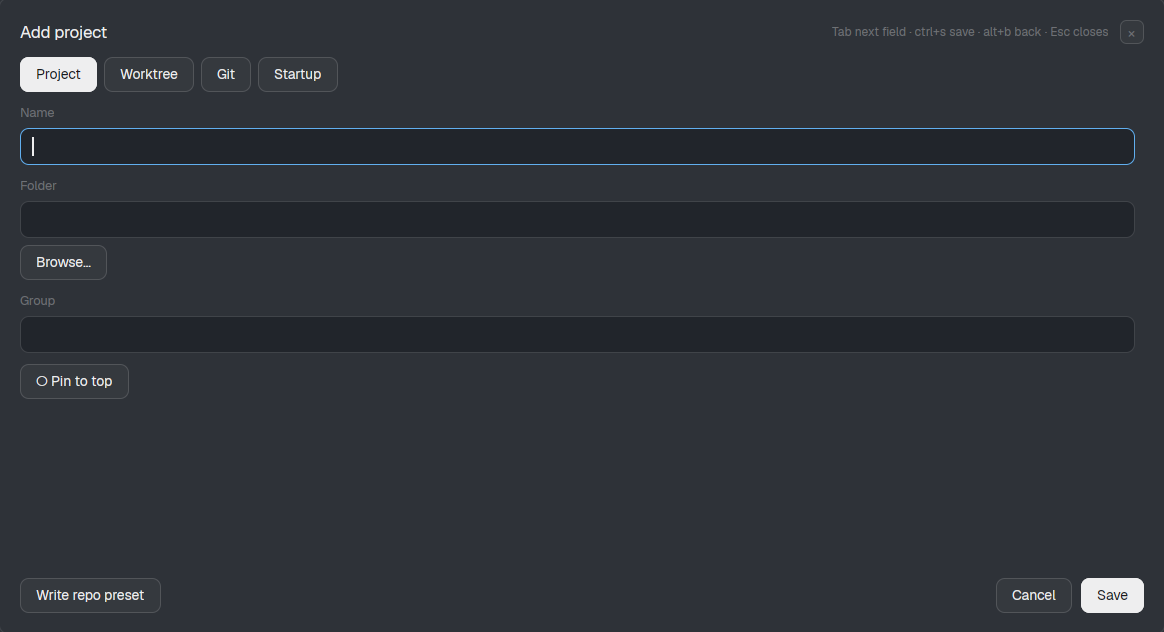 Add project
Tab next field · ctrl+s save · alt+b back · Esc closes ×
Project Worktree Git Startup
Name
Folder
Browse...
Group
Pin to top
Write repo preset Cancel Save